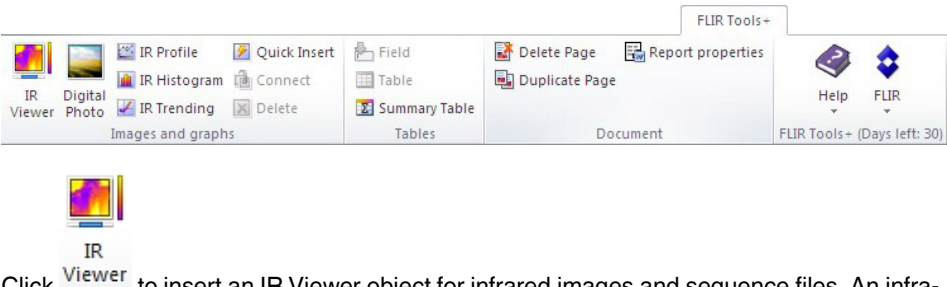 FLIR Tools+
IR Viewer
Digital Photo
IR Profile
IR Histogram
IR Trending
Quick Insert
Connect
Delete
Images and graphs
Field
Table
Summary Table
Tables
Delete Page
Duplicate Page
Report properties
Document
Help
FLIR
FLIR Tools+ (Days left: 30)
IR
Viewer
Click to insert an IR Viewer object for infrared images and sequence files. An infra-